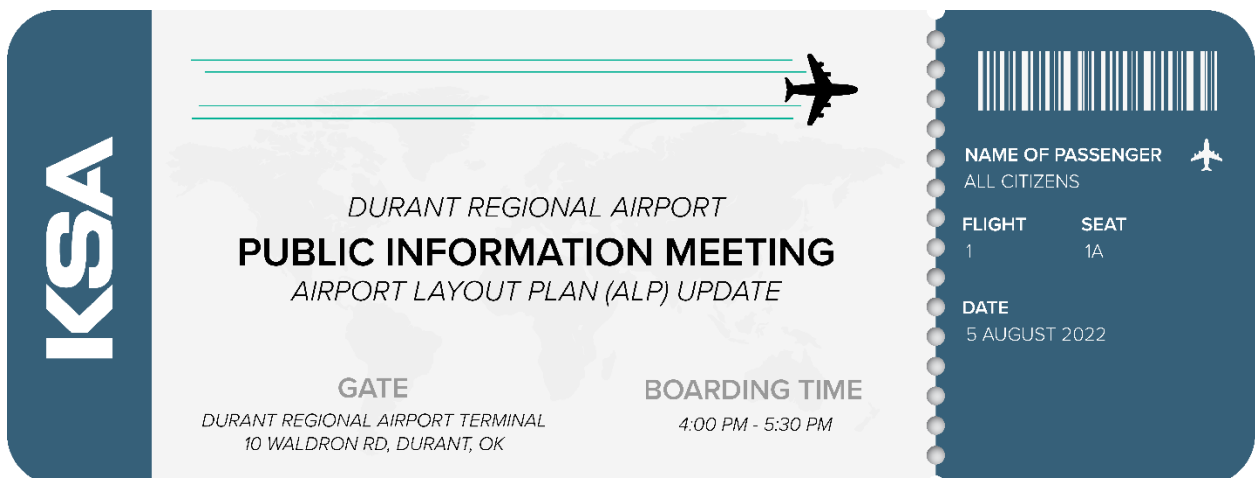 KSA
DURANT REGIONAL AIRPORT
PUBLIC INFORMATION MEETING
AIRPORT LAYOUT PLAN (ALP) UPDATE
GATE
DURANT REGIONAL AIRPORT TERMINAL
10 WALDRON RD, DURANT, OK
BOARDING TIME
4:00 PM - 5:30 PM
NAME OF PASSENGER
ALL CITIZENS
FLIGHT SEAT
1 1A
DATE
5 AUGUST 2022